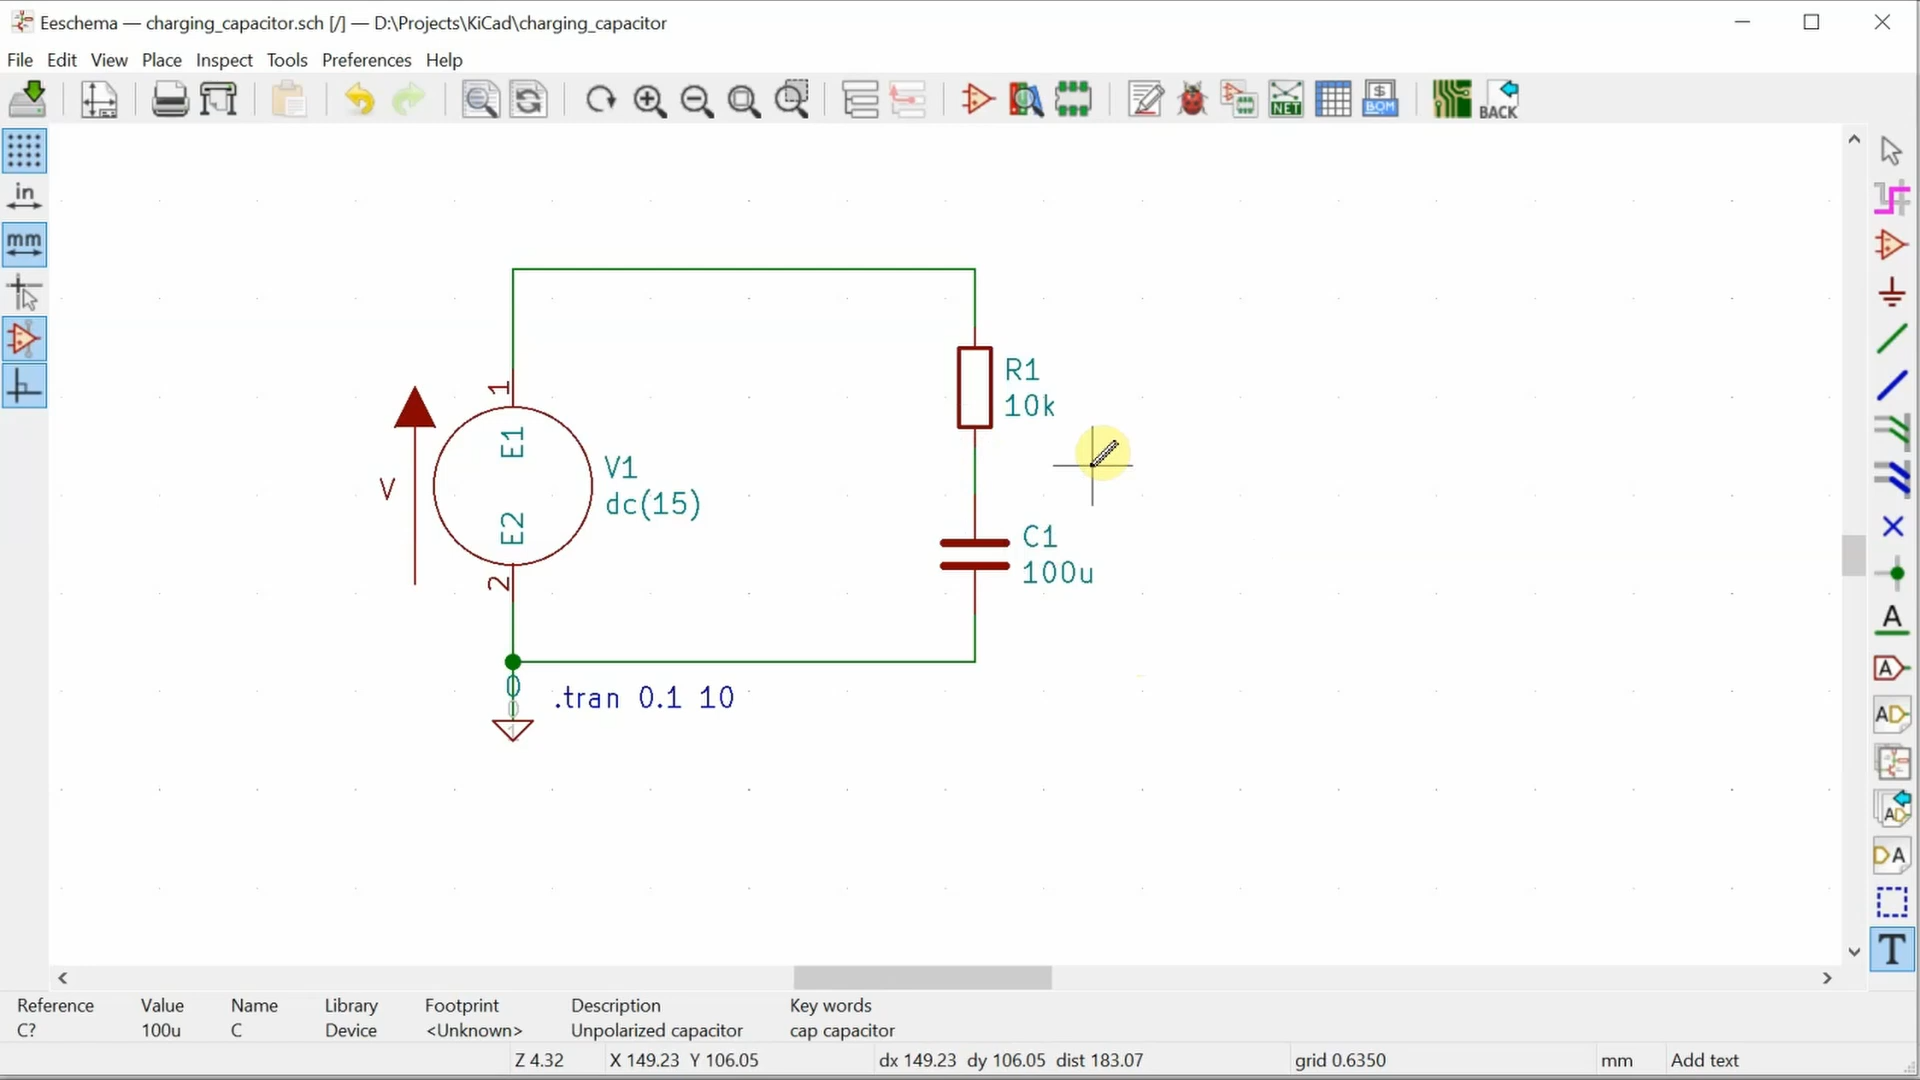 Eeschema — charging_capacitor.sch [/] — D:\Projects\KiCad\charging_capacitor
File Edit View Place Inspect Tools Preferences Help
NET
$
BOM
BACK
in
mm
R1
10k
1
E1
V
V1
dc(15)
E2
2
C1
100u
0
0
.tran 0.1 10
A
A
A
A
A
T
Reference Value Name Library Footprint Description Key words
C? 100u C Device <Unknown> Unpolarized capacitor cap capacitor
Z 4.32 X 149.23 Y 106.05 dx 149.23 dy 106.05 dist 183.07 grid 0.6350 mm Add text